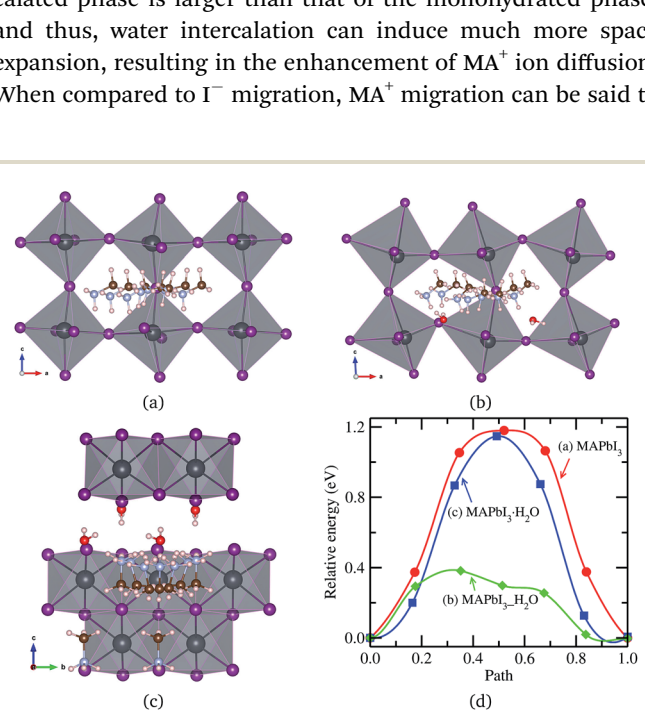 calated phase is larger than that of the monohydrated phase
and thus, water intercalation can induce much more spac
expansion, resulting in the enhancement of MA⁺ ion diffusion
When compared to I⁻ migration, MA⁺ migration can be said t
c
a
(a)
c
a
(b)
c
b
(c)
1.2
0.8
0.4
0.0
Relative energy (eV)
(a) MAPbI₃
(c) MAPbI₃·H₂O
(b) MAPbI₃_H₂O
0.0 0.2 0.4 0.6 0.8 1.0
Path
(d)